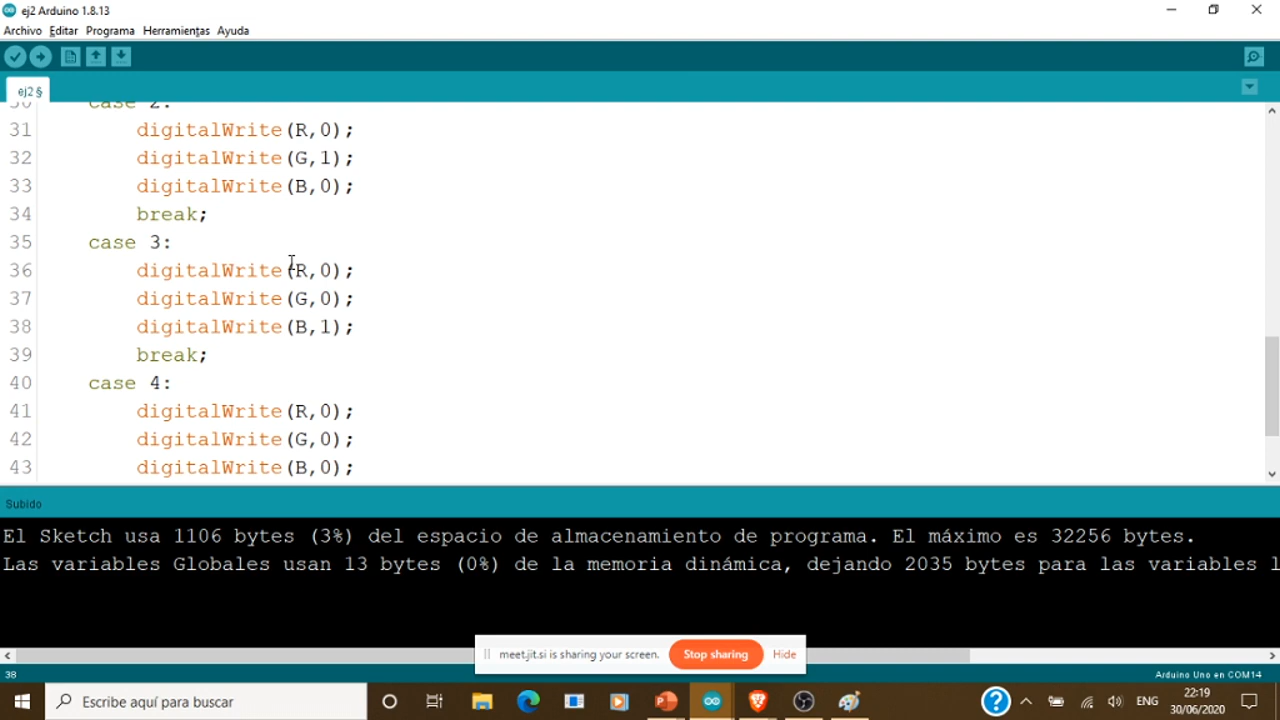 ej2 Arduino 1.8.13
Archivo Editar Programa Herramientas Ayuda
ej2 §
30 case 2:
31 digitalWrite(R,0);
32 digitalWrite(G,1);
33 digitalWrite(B,0);
34 break;
35 case 3:
36 digitalWrite(R,0);
37 digitalWrite(G,0);
38 digitalWrite(B,1);
39 break;
40 case 4:
41 digitalWrite(R,0);
42 digitalWrite(G,0);
43 digitalWrite(B,0);
Subido
El Sketch usa 1106 bytes (3%) del espacio de almacenamiento de programa. El máximo es 32256 bytes.
Las variables Globales usan 13 bytes (0%) de la memoria dinámica, dejando 2035 bytes para las variables l
meet.jit.si is sharing your screen. Stop sharing Hide
38 Arduino Uno en COM14
Escribe aquí para buscar
ENG
22:19
30/06/2020